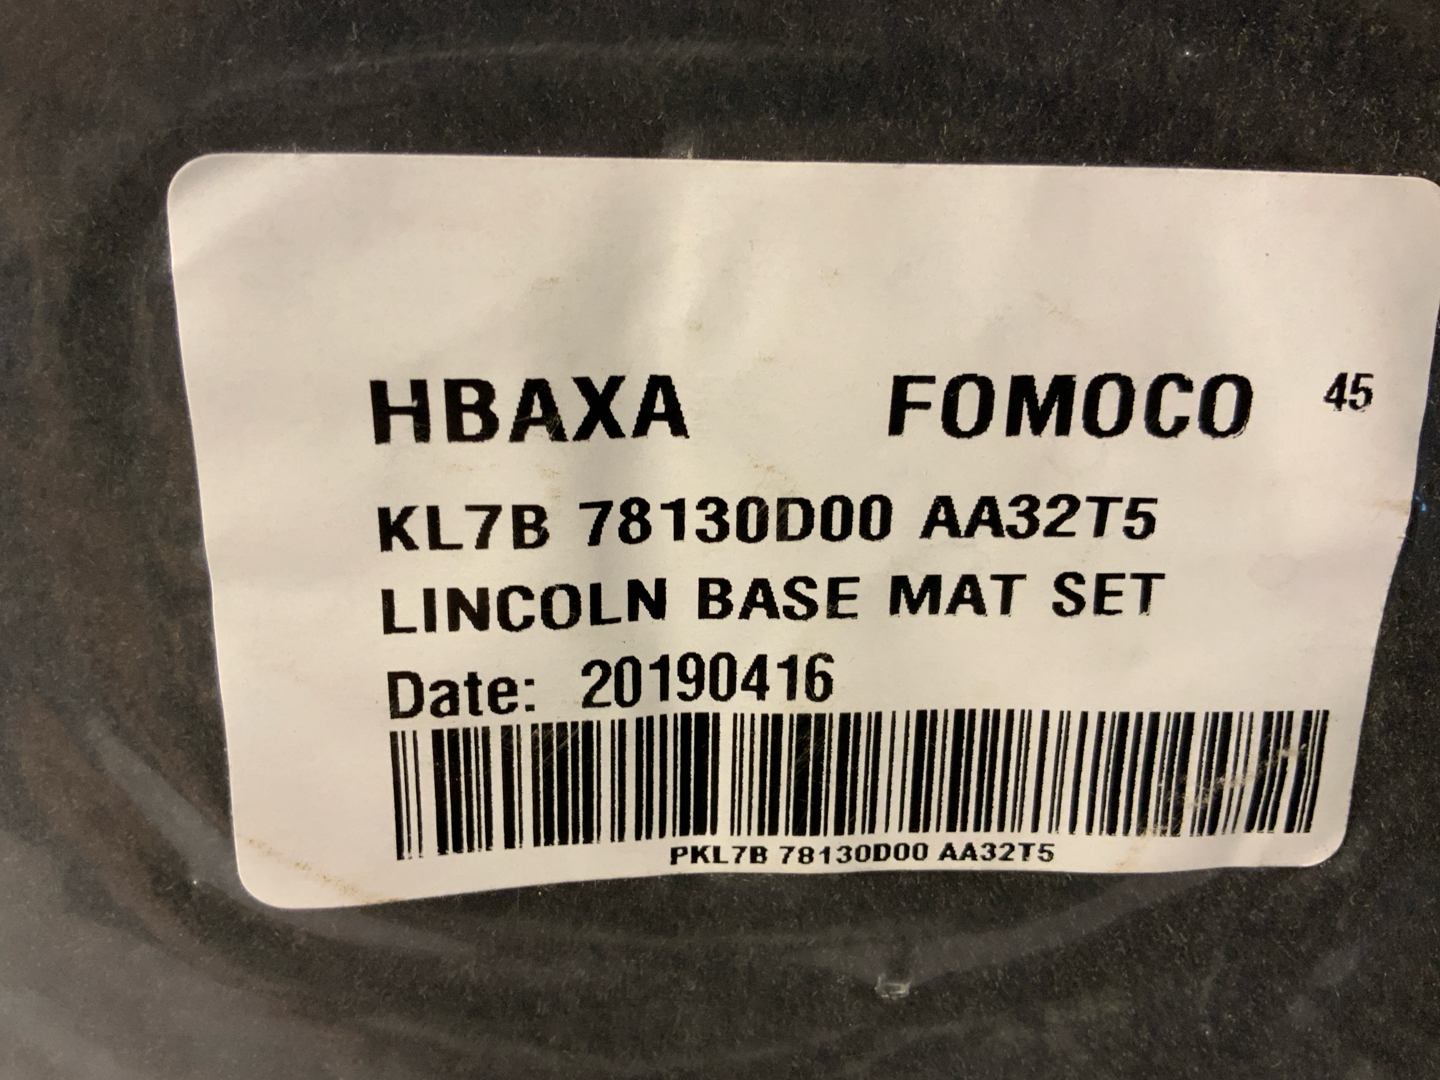 HBAXA FOMOCO 45
KL7B 78130D00 AA32T5
LINCOLN BASE MAT SET
Date: 20190416
PKL7B 78130D00 AA32T5